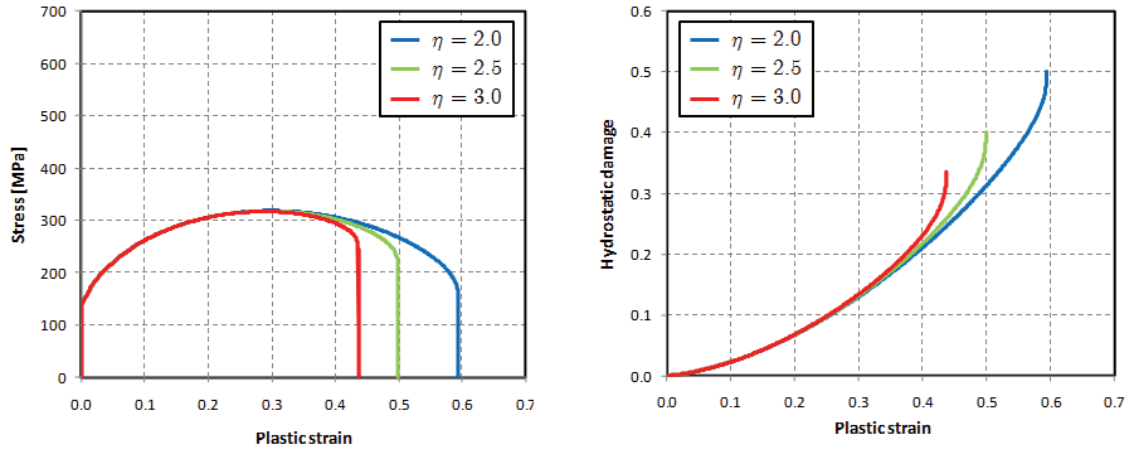 700
600
500
400
300
200
100
0
Stress [MPa]
η = 2.0
η = 2.5
η = 3.0
0.0 0.1 0.2 0.3 0.4 0.5 0.6 0.7
Plastic strain
0.6
0.5
0.4
0.3
0.2
0.1
0.0
Hydrostatic damage
η = 2.0
η = 2.5
η = 3.0
0.0 0.1 0.2 0.3 0.4 0.5 0.6 0.7
Plastic strain